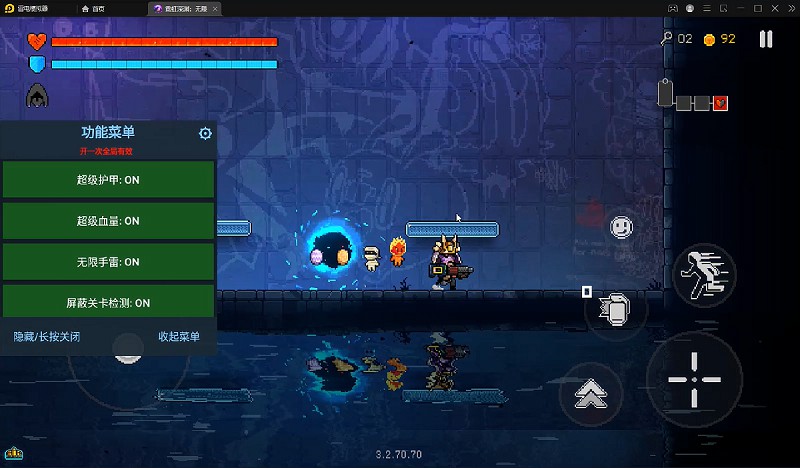 雷电模拟器
首页
霓虹深渊：无限
02
92
功能菜单
开一次全局有效
超级护甲: ON
超级血量: ON
无限手雷: ON
屏蔽关卡检测: ON
隐藏/长按关闭
收起菜单
3.2.70.70